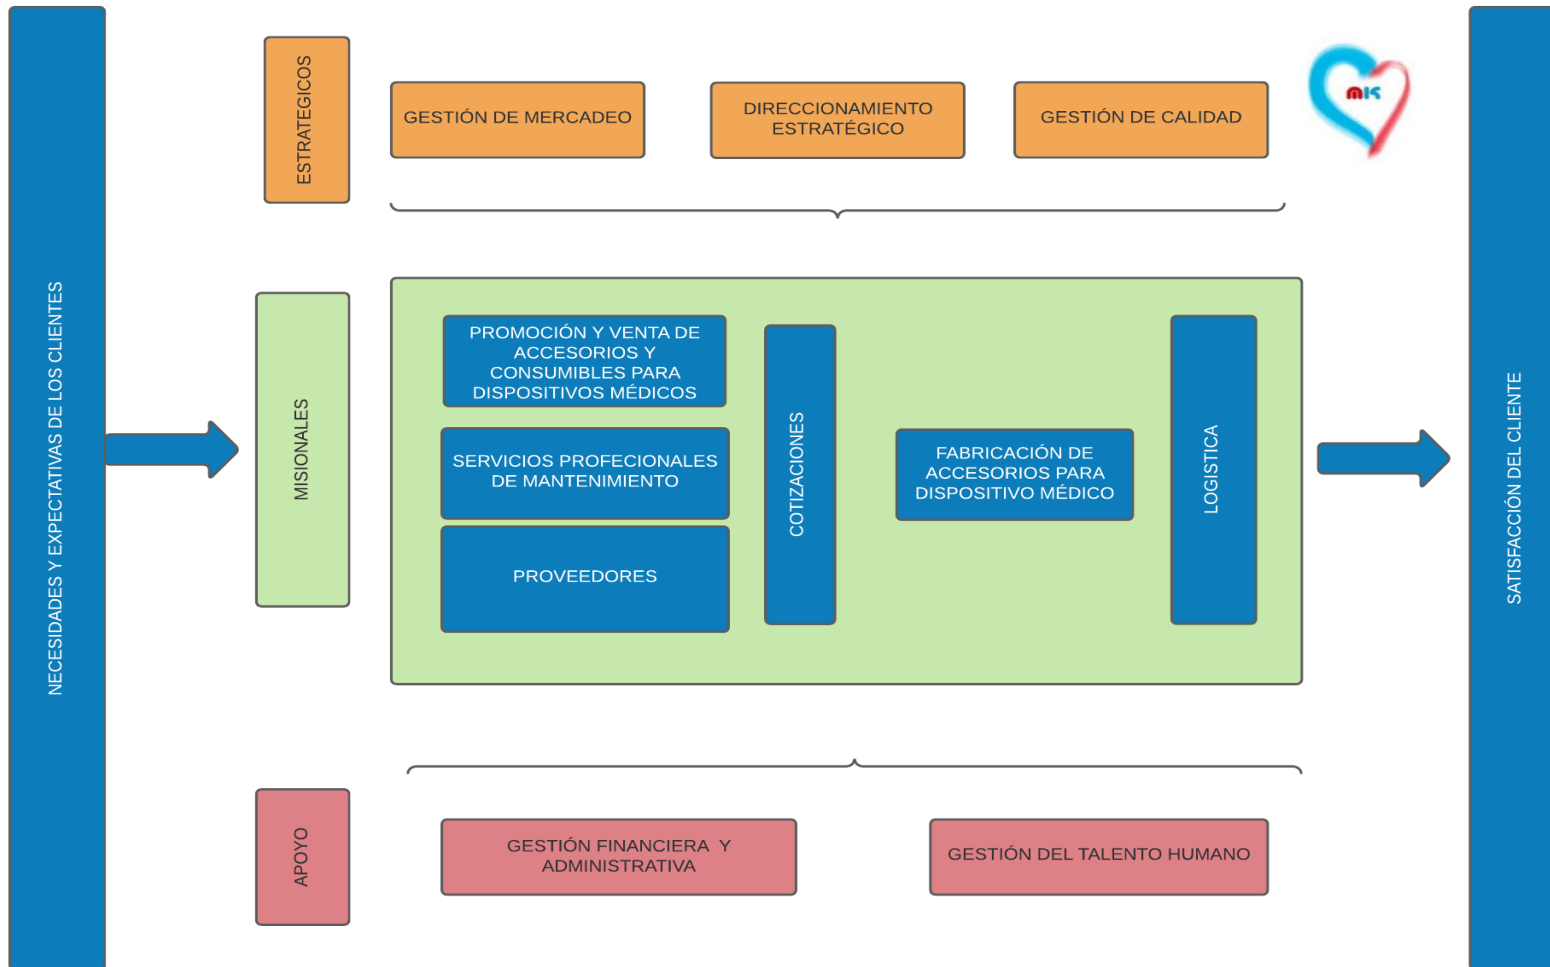 NECESIDADES Y EXPECTATIVAS DE LOS CLIENTES
ESTRATEGICOS
GESTIÓN DE MERCADEO
DIRECCIONAMIENTO
ESTRATÉGICO
GESTIÓN DE CALIDAD
MK
MISIONALES
PROMOCIÓN Y VENTA DE
ACCESORIOS Y
CONSUMIBLES PARA
DISPOSITIVOS MÉDICOS
SERVICIOS PROFECIONALES
DE MANTENIMIENTO
PROVEEDORES
COTIZACIONES
FABRICACIÓN DE
ACCESORIOS PARA
DISPOSITIVO MÉDICO
LOGISTICA
APOYO
GESTIÓN FINANCIERA Y
ADMINISTRATIVA
GESTIÓN DEL TALENTO HUMANO
SATISFACCIÓN DEL CLIENTE